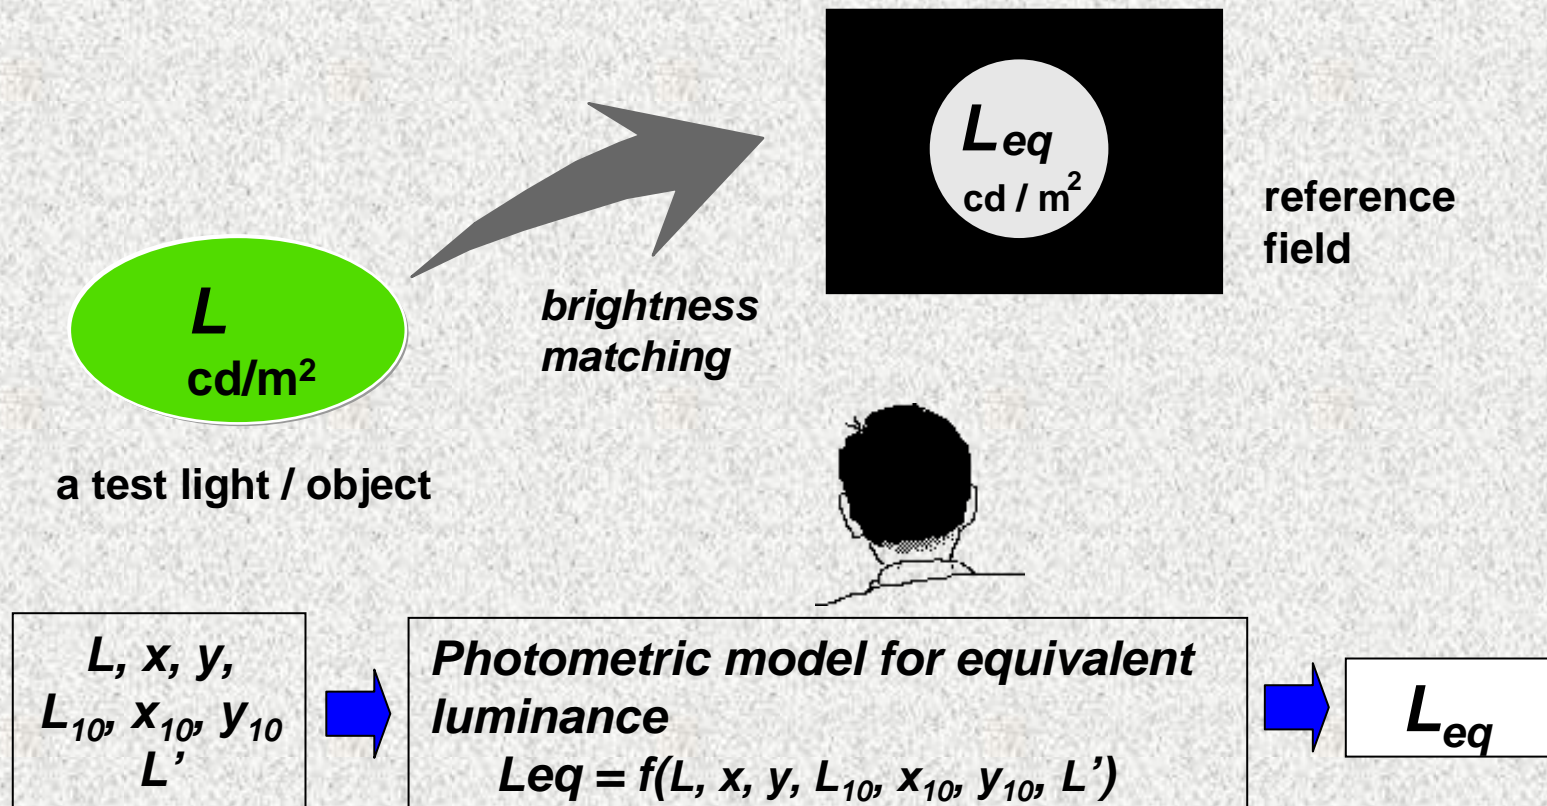 L
cd/m²
a test light / object
brightness
matching
Leq
cd / m²
reference
field
L, x, y,
L₁₀, x₁₀, y₁₀
L’
Photometric model for equivalent
luminance
Leq = f(L, x, y, L₁₀, x₁₀, y₁₀, L’)
Leq